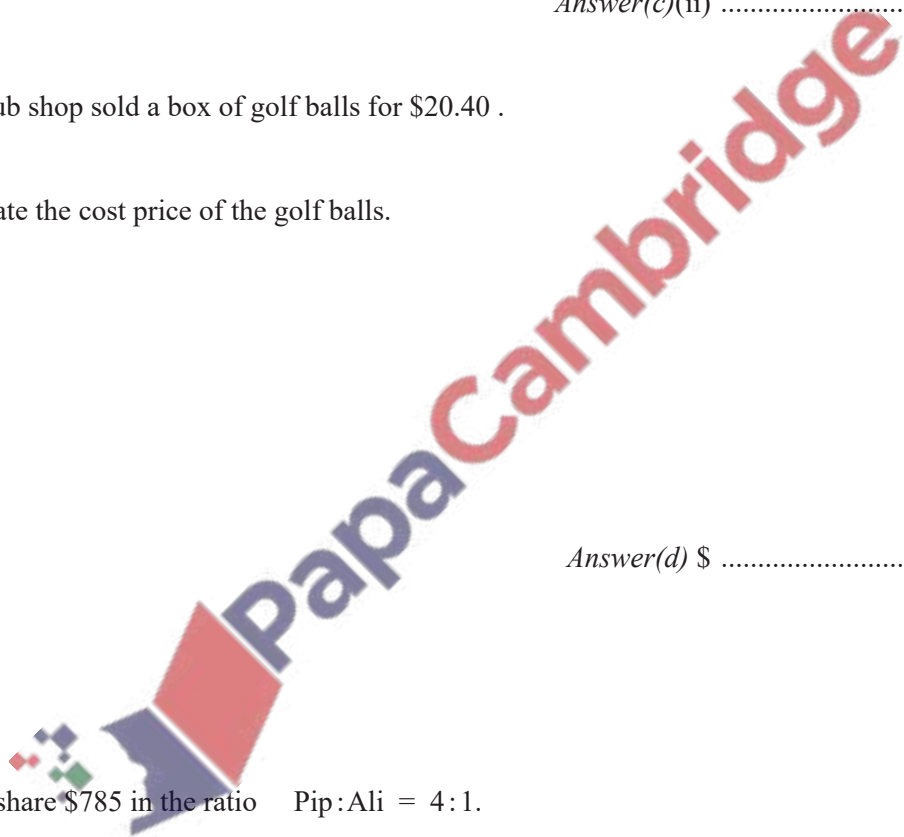 Answer(c)(ii) ........................
ub shop sold a box of golf balls for $20.40 .
ate the cost price of the golf balls.
Answer(d) $ ........................
PapaCambridge
share $785 in the ratio Pip : Ali = 4 : 1.